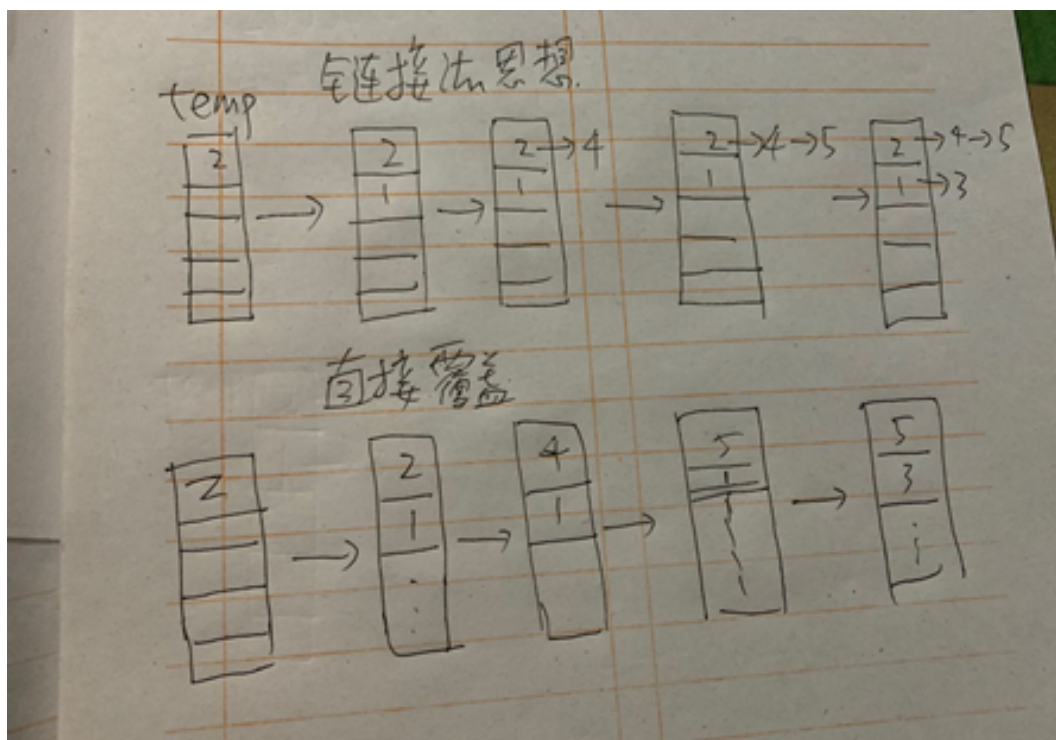 链连接法思想.
temp
2 → 2 1 → 2→4 1 → 2→4→5 1 → 2→4→5 1→3
直接覆盖
2 → 2 1 → 4 1 → 5 1 → 5 3